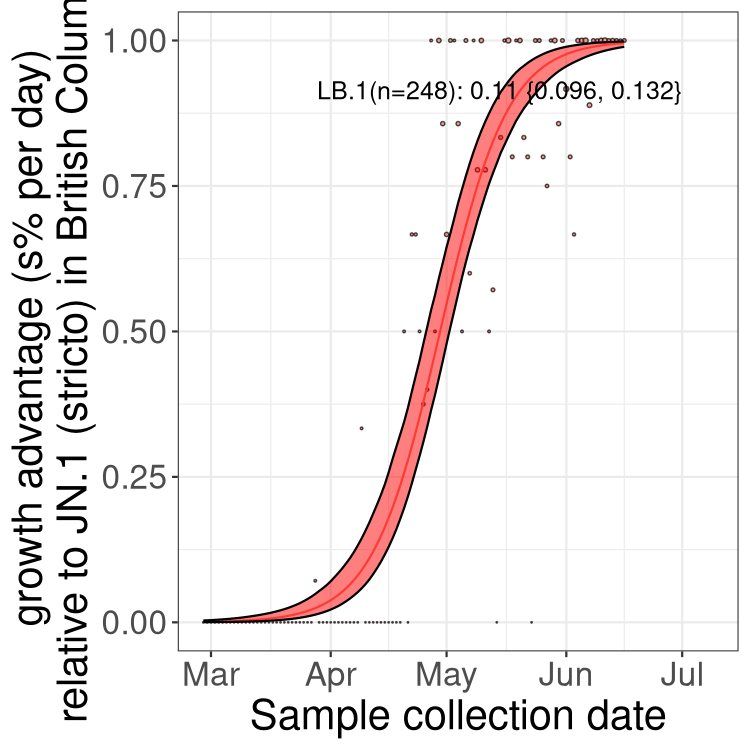 growth advantage (s% per day)
relative to JN.1 (stricto) in British Colum
1.00
0.75
0.50
0.25
0.00
LB.1(n=248): 0.11 {0.096, 0.132}
Mar Apr May Jun Jul
Sample collection date